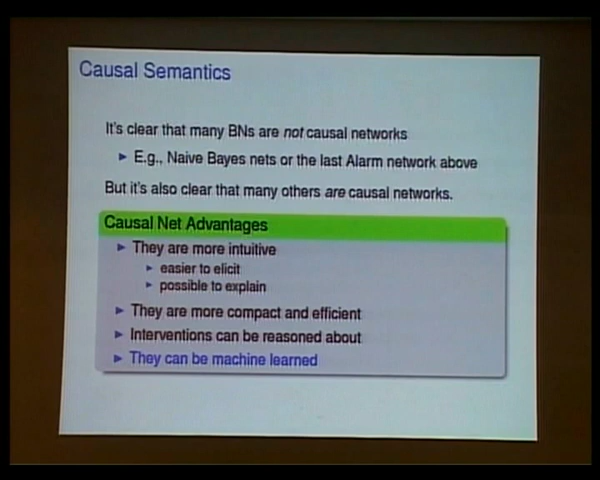 Causal Semantics
It's clear that many BNs are not causal networks
E.g., Naive Bayes nets or the last Alarm network above
But it's also clear that many others are causal networks.
Causal Net Advantages
They are more intuitive
easier to elicit
possible to explain
They are more compact and efficient
Interventions can be reasoned about
They can be machine learned